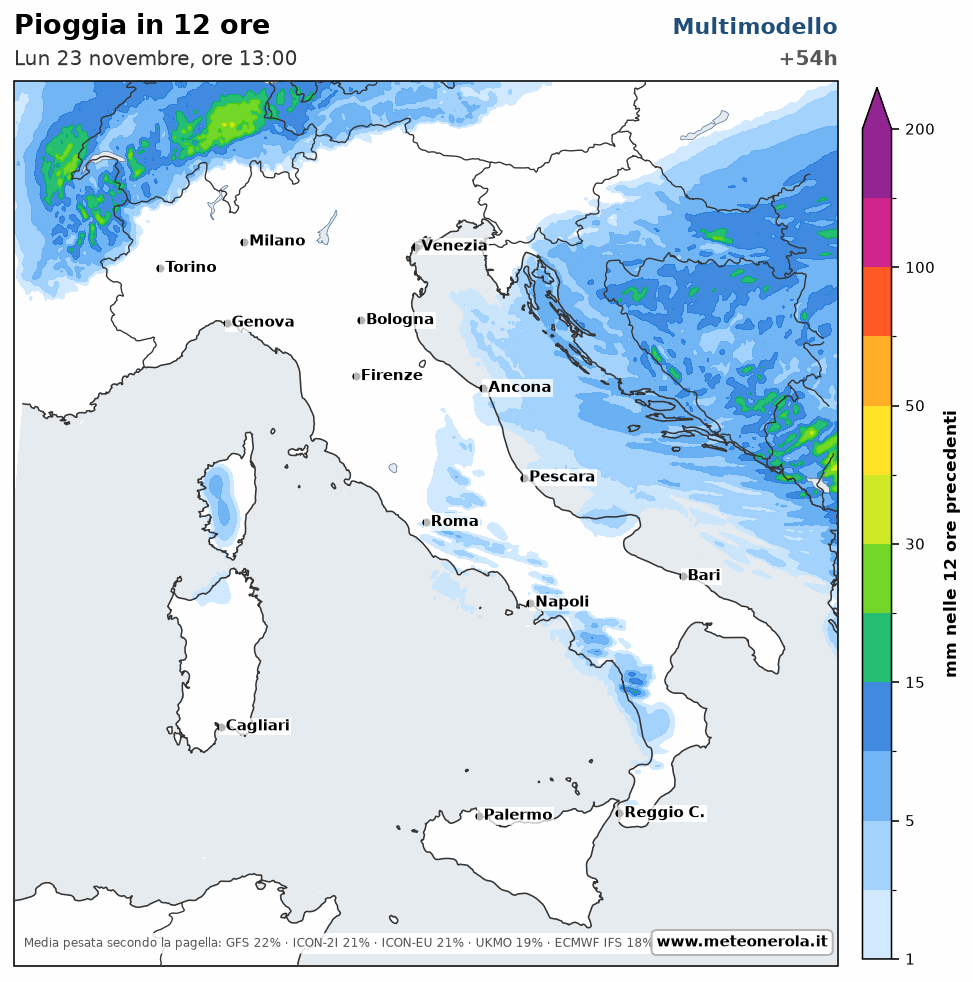 Pioggia in 12 ore
Multimodello
Lun 23 novembre, ore 13:00
+54h
200
100
50
30
15
5
1
mm nelle 12 ore precedenti
Milano
Venezia
Torino
Genova
Bologna
Firenze
Ancona
Pescara
Roma
Bari
Napoli
Cagliari
Palermo
Reggio C.
Media pesata secondo la pagella: GFS 22% · ICON-2I 21% · ICON-EU 21% · UKMO 19% · ECMWF IFS 18%
www.meteonerola.it